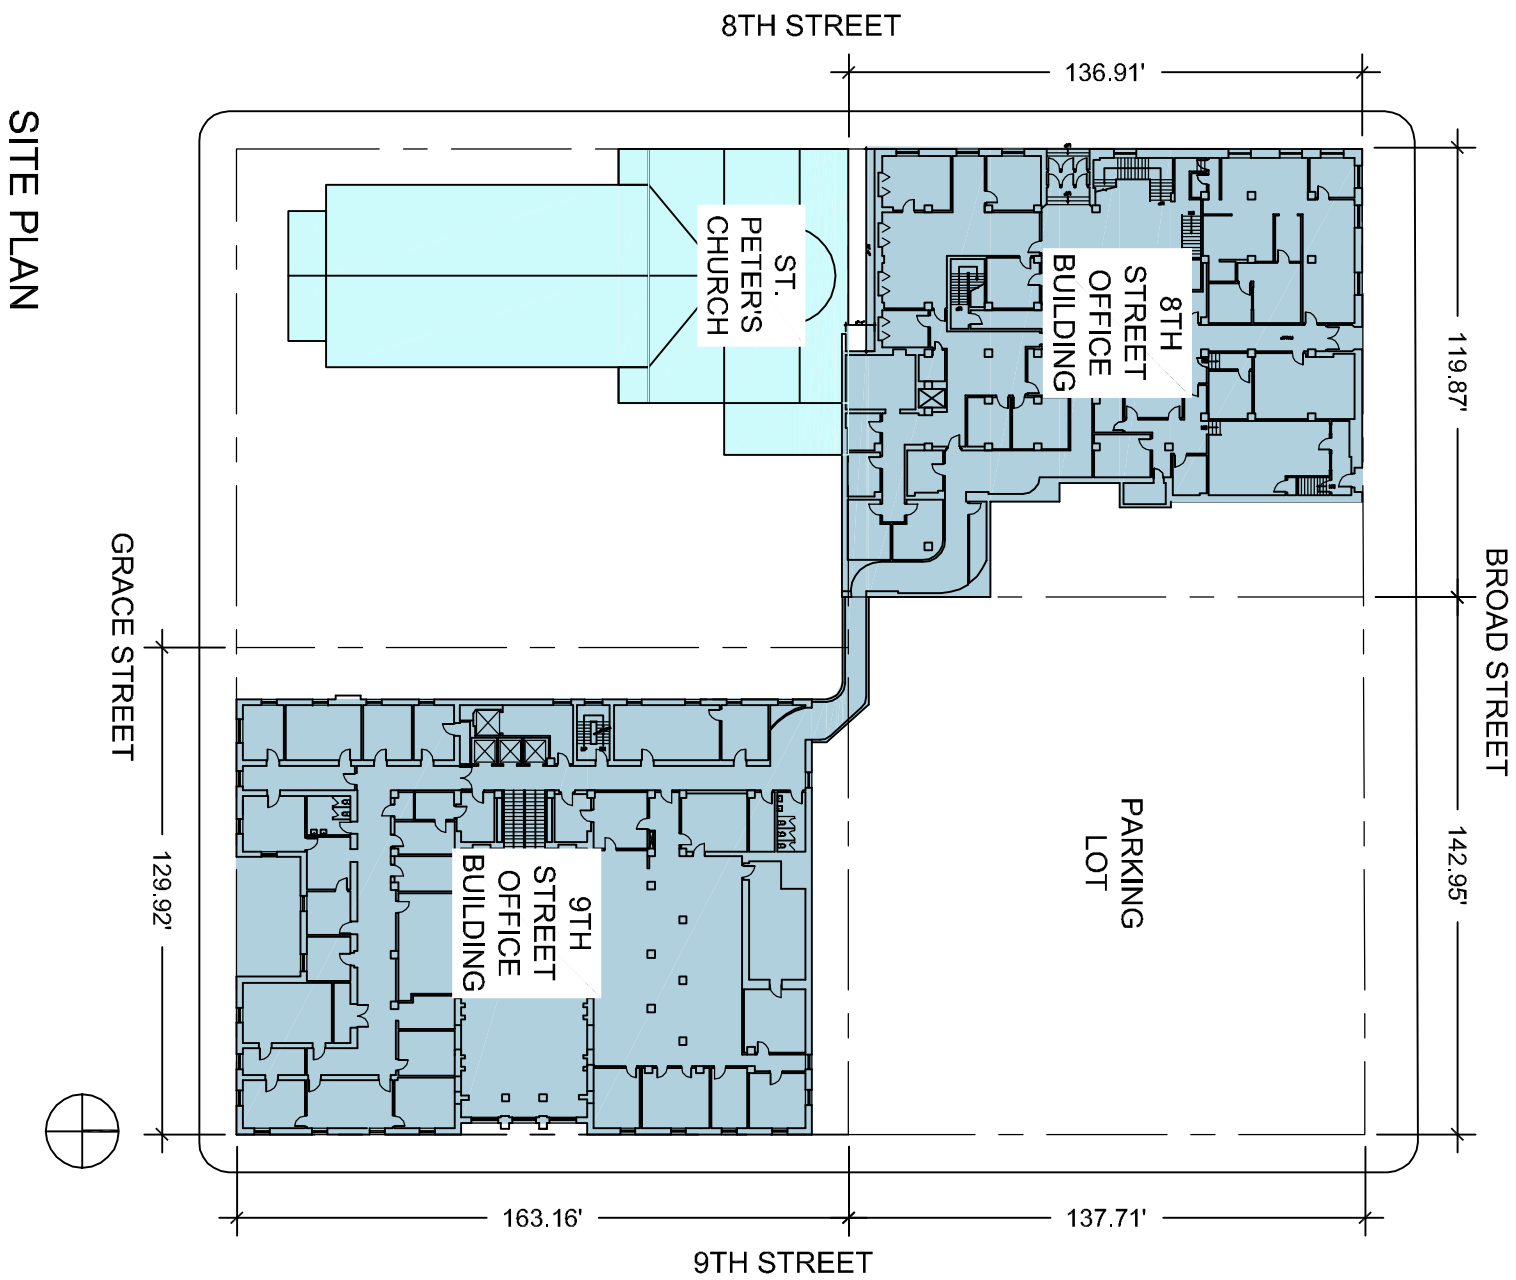 8TH STREET
136.91'
SITE PLAN
ST.
PETER'S
CHURCH
8TH
STREET
OFFICE
BUILDING
119.87'
GRACE STREET
BROAD STREET
PARKING
LOT
129.92'
142.95'
9TH
STREET
OFFICE
BUILDING
163.16'
137.71'
9TH STREET